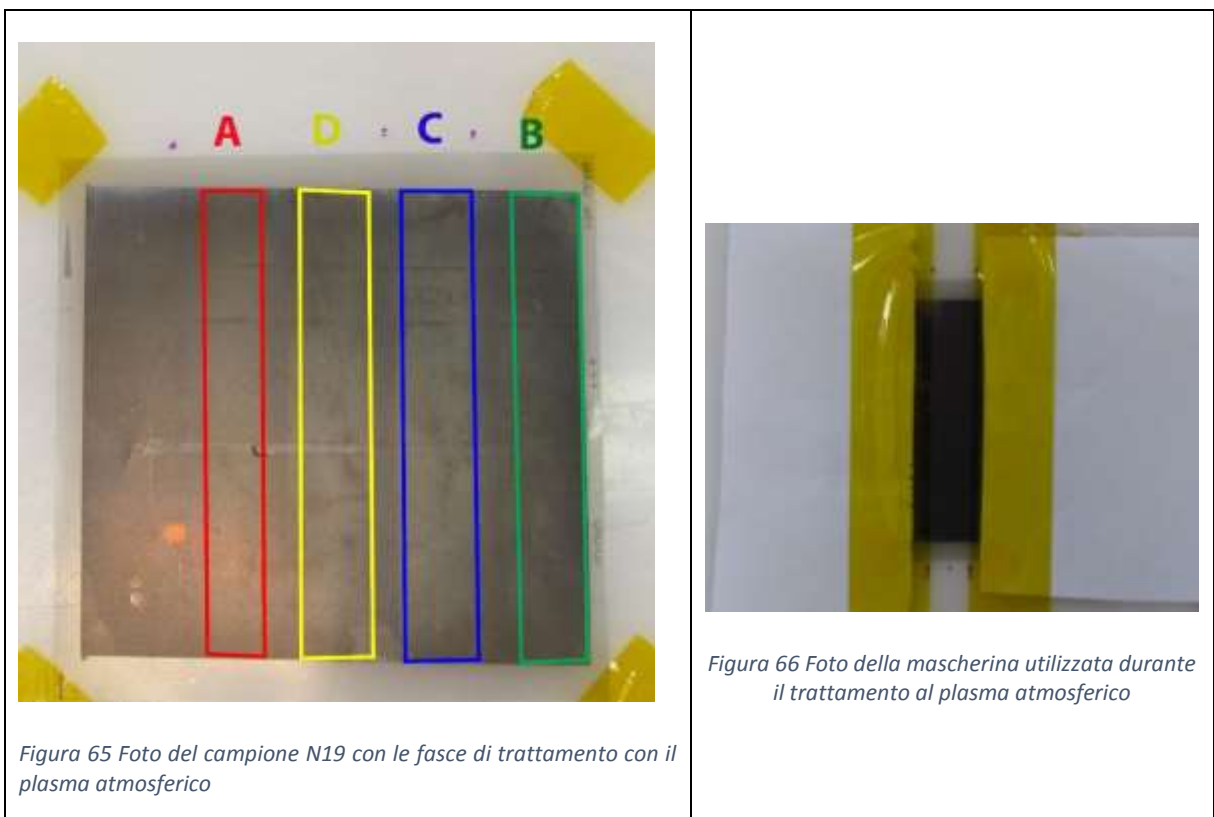 A D C B
Figura 65 Foto del campione N19 con le fasce di trattamento con il
plasma atmosferico
Figura 66 Foto della mascherina utilizzata durante
il trattamento al plasma atmosferico